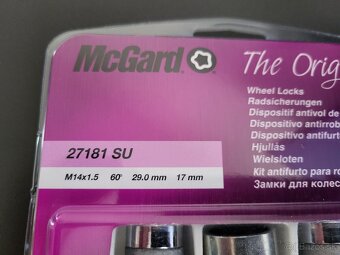 McGard
The Orig
Wheel Locks
Radsicherungen
Dispositif antivol de
Dispositivo antirrob
Dispositivo antifurto
Hjullås
Wielsloten
Kit antifurto para ro
Замки для колес
27181 SU
M14x1.5 60° 29.0 mm 17 mm